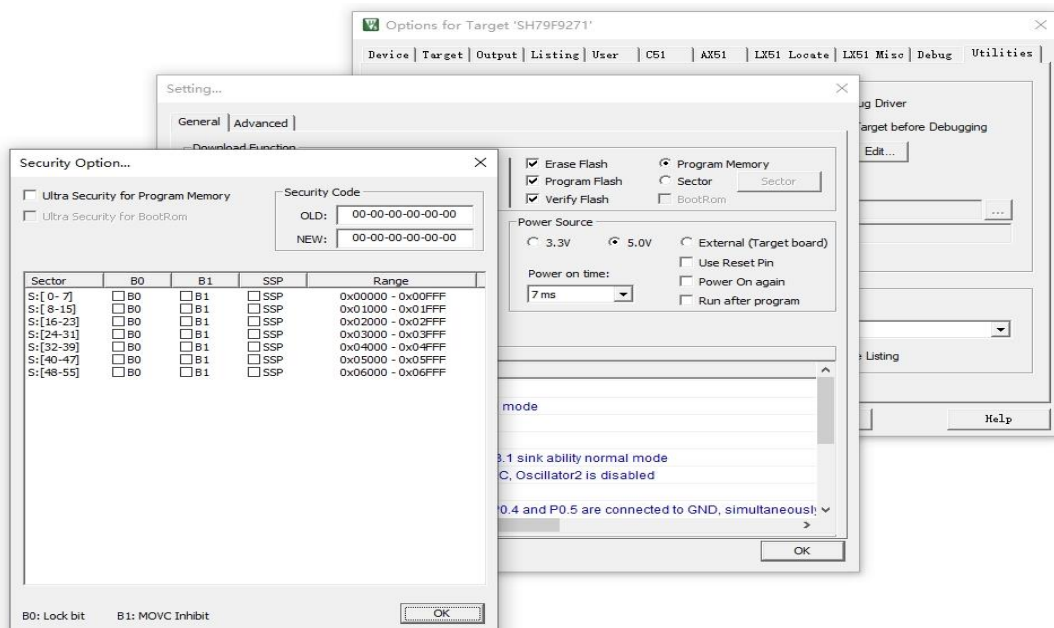 Options for Target 'SH79F9271'
Device | Target | Output | Listing | User | C51 | AX51 | LX51 Locate | LX51 Misc | Debug | Utilities
Driver
Target before Debugging
Edit...
...
Listing
Help
Setting...
General | Advanced
Download Function
Erase Flash
Program Flash
Verify Flash
Program Memory
Sector
Sector
BootRom
Power Source
3.3V 5.0V External (Target board)
Use Reset Pin
Power on time:
Power On again
7 ms
Run after program
mode
sink ability normal mode
Oscillator2 is disabled
P0.4 and P0.5 are connected to GND, simultaneously
OK
Security Option...
Ultra Security for Program Memory
Ultra Security for BootRom
Security Code
OLD: 00-00-00-00-00-00
NEW: 00-00-00-00-00-00
Sector B0 B1 SSP Range
S:[ 0- 7] B0 B1 SSP 0x00000 - 0x00FFF
S:[ 8-15] B0 B1 SSP 0x01000 - 0x01FFF
S:[16-23] B0 B1 SSP 0x02000 - 0x02FFF
S:[24-31] B0 B1 SSP 0x03000 - 0x03FFF
S:[32-39] B0 B1 SSP 0x04000 - 0x04FFF
S:[40-47] B0 B1 SSP 0x05000 - 0x05FFF
S:[48-55] B0 B1 SSP 0x06000 - 0x06FFF
B0: Lock bit B1: MOVC Inhibit
OK